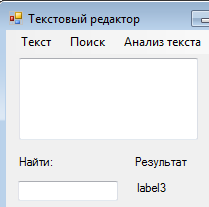 Текстовый редактор
Текст Поиск Анализ текста
Найти: Результат
label3